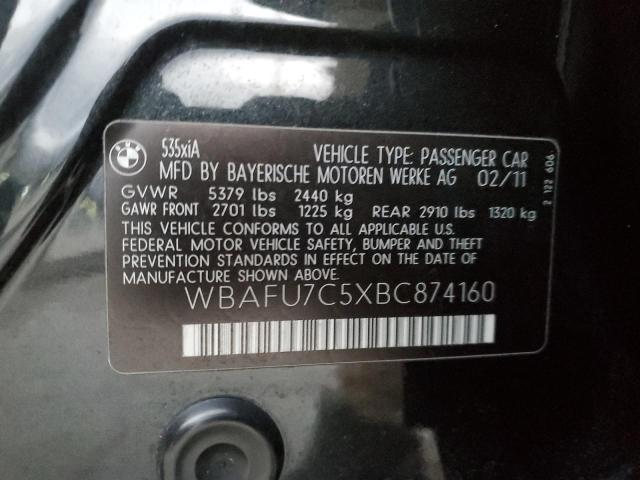 BMW
535xiA
VEHICLE TYPE: PASSENGER CAR
MFD BY BAYERISCHE MOTOREN WERKE AG 02/11
GVWR 5379 lbs 2440 kg
GAWR FRONT 2701 lbs 1225 kg REAR 2910 lbs 1320 kg
THIS VEHICLE CONFORMS TO ALL APPLICABLE U.S.
FEDERAL MOTOR VEHICLE SAFETY, BUMPER AND THEFT
PREVENTION STANDARDS IN EFFECT ON THE DATE OF
MANUFACTURE SHOWN ABOVE:
WBAFU7C5XBC874160
2 122 606